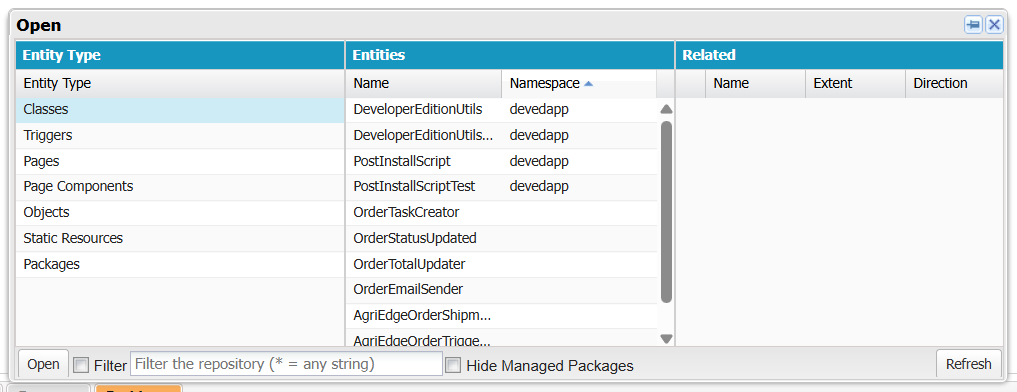 Open
Entity Type Entities Related
Entity Type Name Namespace Name Extent Direction
Classes DeveloperEditionUtils devedapp
Triggers DeveloperEditionUtils... devedapp
Pages PostInstallScript devedapp
Page Components PostInstallScriptTest devedapp
Objects OrderTaskCreator
Static Resources OrderStatusUpdated
Packages OrderTotalUpdater
OrderEmailSender
AgriEdgeOrderShipm...
AgriEdgeOrderTrigge...
Open Filter Filter the repository (* = any string) Hide Managed Packages Refresh